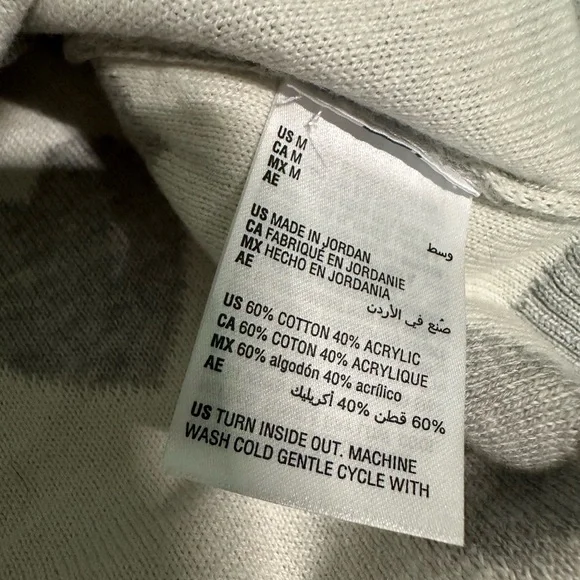 US M
CA M
MX M
AE وسط
US MADE IN JORDAN
CA FABRIQUÉ EN JORDANIE
MX HECHO EN JORDANIA
AE صُنع في الأردن
US 60% COTTON 40% ACRYLIC
CA 60% COTON 40% ACRYLIQUE
MX 60% algodón 40% acrílico
AE
60% قطن 40% أكريليك
US TURN INSIDE OUT. MACHINE
WASH COLD GENTLE CYCLE WITH